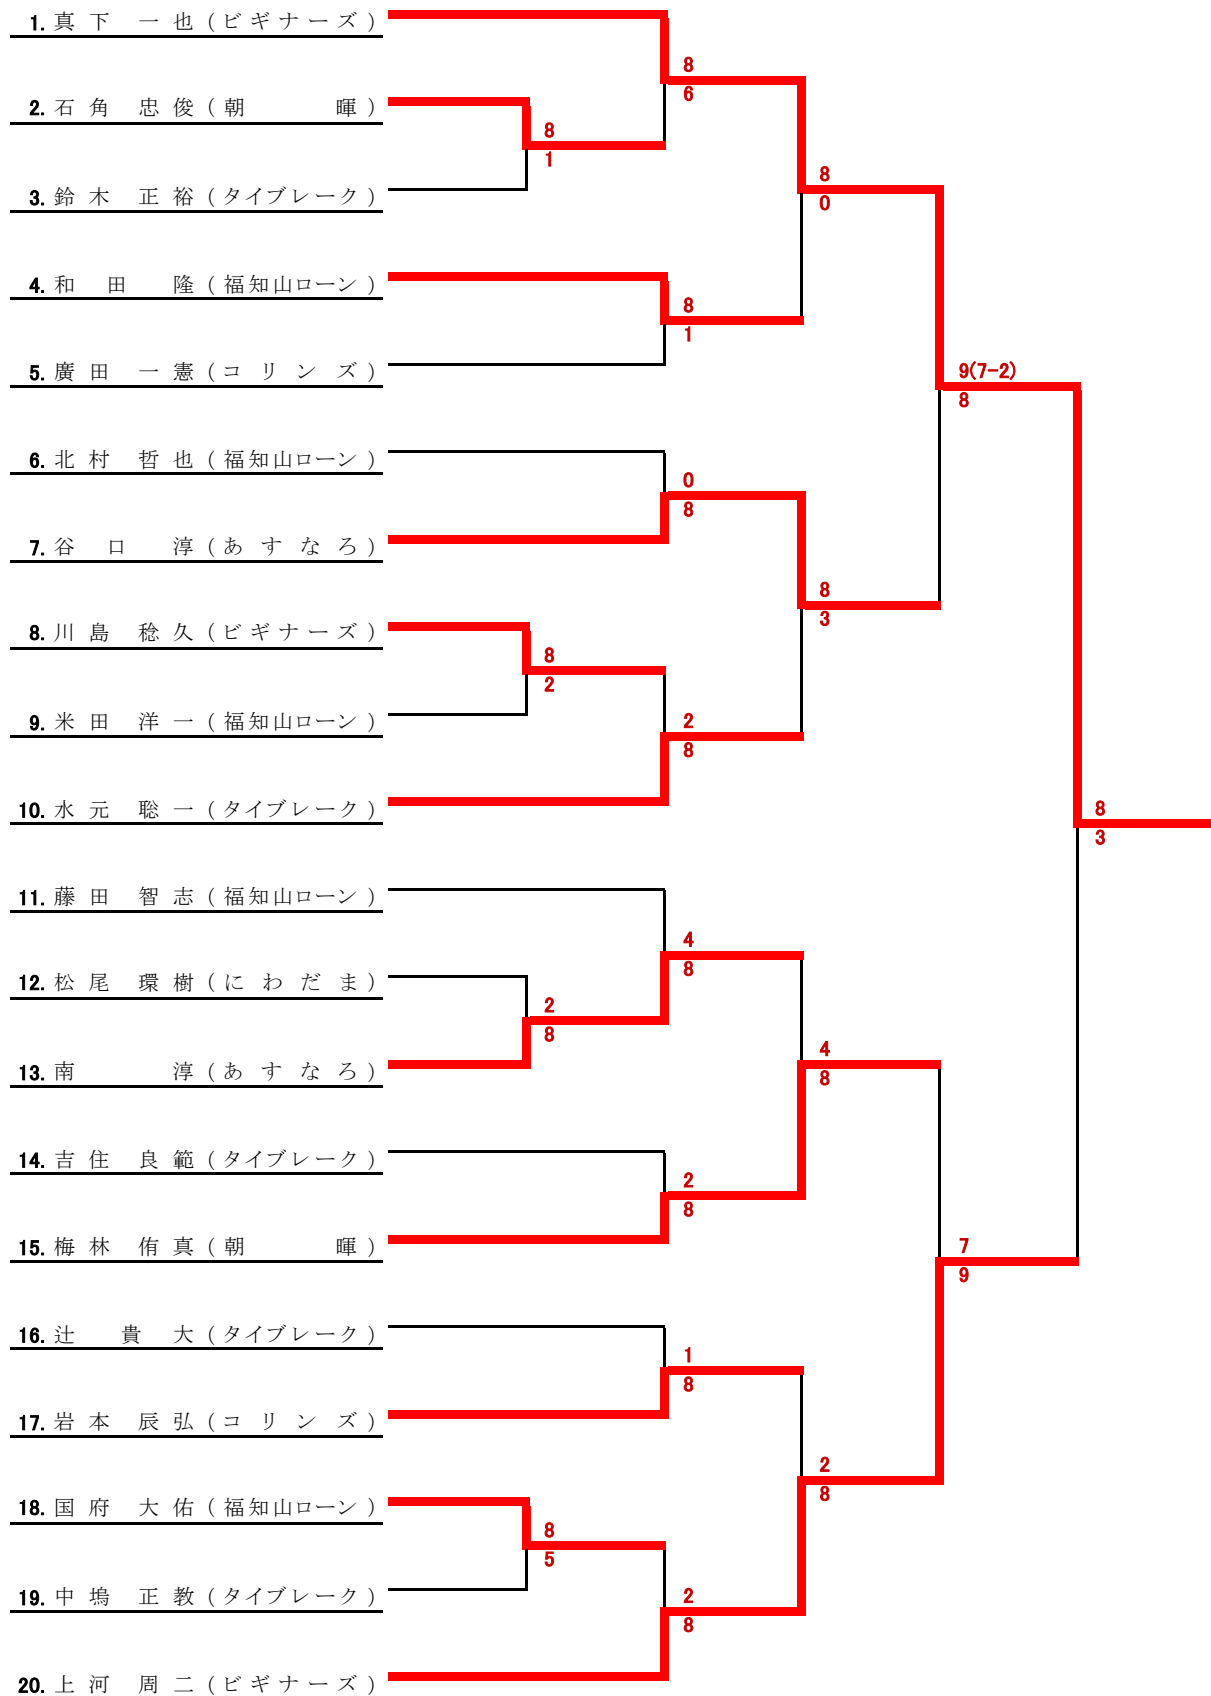 1. 真下 一也 (ビギナーズ)
8
6
2. 石角 忠俊 (朝 暉)
8
1
8
0
3. 鈴木 正裕 (タイブレーク)
4. 和田 隆 (福知山ローン)
8
1
5. 廣田 一憲 (コリンズ)
9(7-2)
8
6. 北村 哲也 (福知山ローン)
0
8
7. 谷口 淳 (あすなろ)
8
3
8. 川島 稔久 (ビギナーズ)
8
2
9. 米田 洋一 (福知山ローン)
2
8
10. 水元 聡一 (タイブレーク)
8
3
11. 藤田 智志 (福知山ローン)
4
8
12. 松尾 環樹 (にわだま)
2
8
13. 南 淳 (あすなろ)
4
8
14. 吉住 良範 (タイブレーク)
2
8
15. 梅林 侑真 (朝 暉)
7
9
16. 辻 貴大 (タイブレーク)
1
8
17. 岩本 辰弘 (コリンズ)
2
8
18. 国府 大佑 (福知山ローン)
8
5
19. 中塢 正教 (タイブレーク)
2
8
20. 上河 周二 (ビギナーズ)